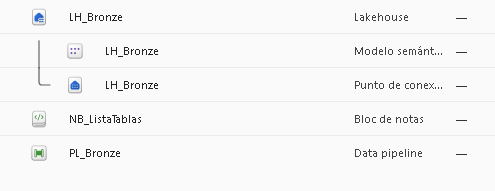 LH_Bronze Lakehouse —
LH_Bronze Modelo semánt... —
LH_Bronze Punto de conex... —
NB_ListaTablas Bloc de notas —
PL_Bronze Data pipeline —